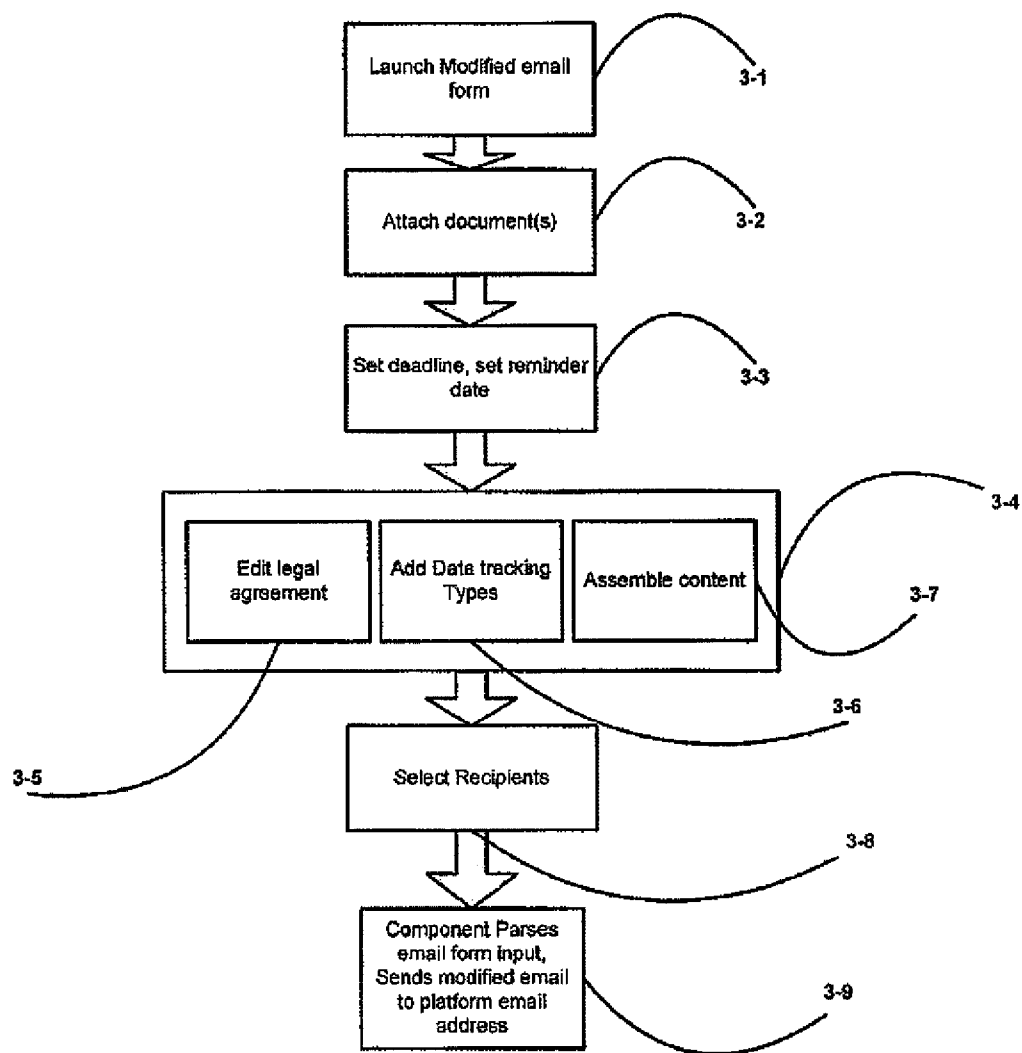 Launch Modified email
form
3-1
Attach document(s)
3-2
Set deadline, set reminder
date
3-3
3-4
Edit legal
agreement
Add Data tracking
Types
Assemble content
3-7
3-6
3-5
Select Recipients
3-8
Component Parses
email form input,
Sends modified email
to platform email
address
3-9